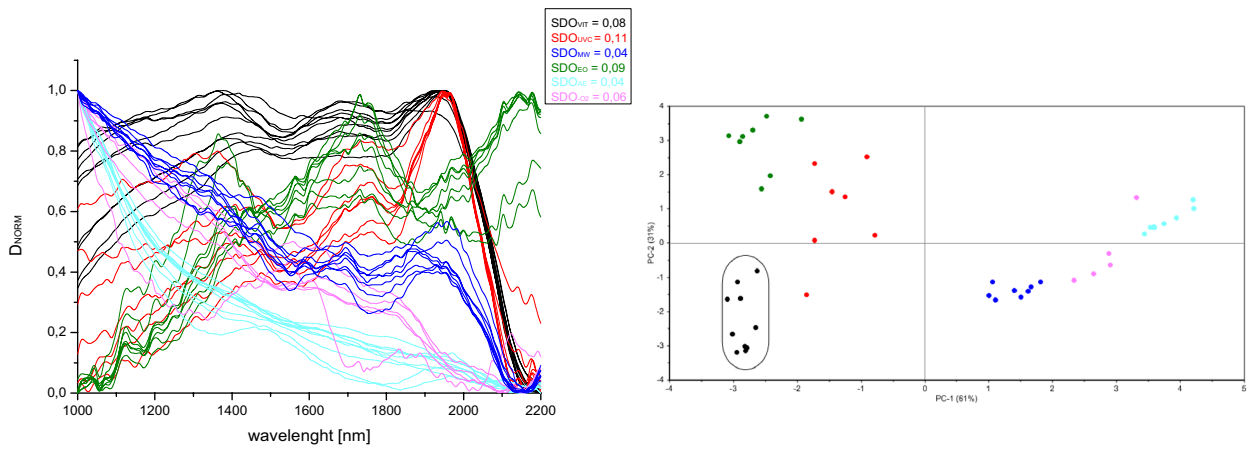 SDOVIT = 0,08
SDOUVC = 0,11
SDOMW = 0,04
SDOEO = 0,09
= 0,04
= 0,06
1,0
0,8
0,6
0,4
0,2
0,0
DNORM
1000 1200 1400 1600 1800 2000 2200
wavelenght [nm]
4
3
2
1
0
-1
-2
-3
-4
PC-2 (31%)
-4 -3 -2 -1 0 1 2 3 4 5
PC-1 (61%)